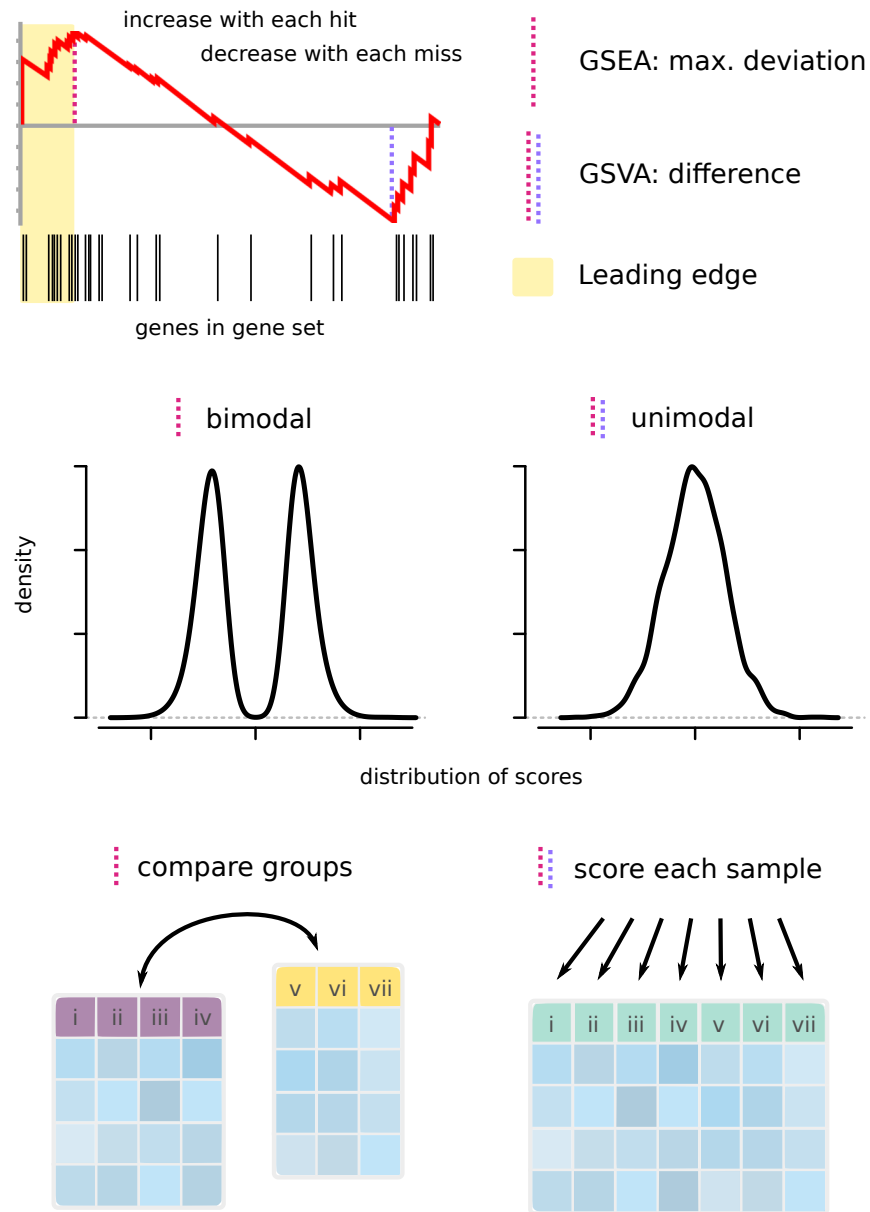 increase with each hit
decrease with each miss
GSEA: max. deviation
GSVA: difference
Leading edge
genes in gene set
bimodal
unimodal
density
distribution of scores
compare groups
score each sample
i ii iii iv
v vi vii
i ii iii iv v vi vii